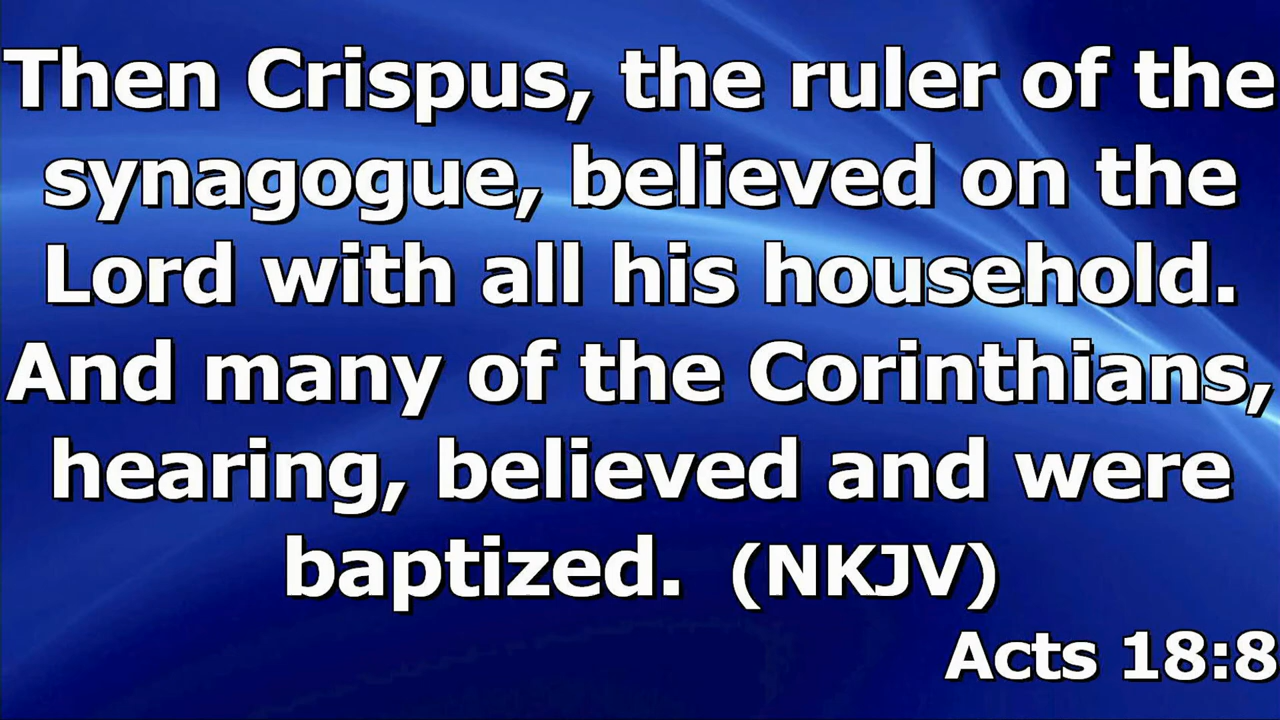 Then Crispus, the ruler of the
synagogue, believed on the
Lord with all his household.
And many of the Corinthians,
hearing, believed and were
baptized. (NKJV)
Acts 18:8